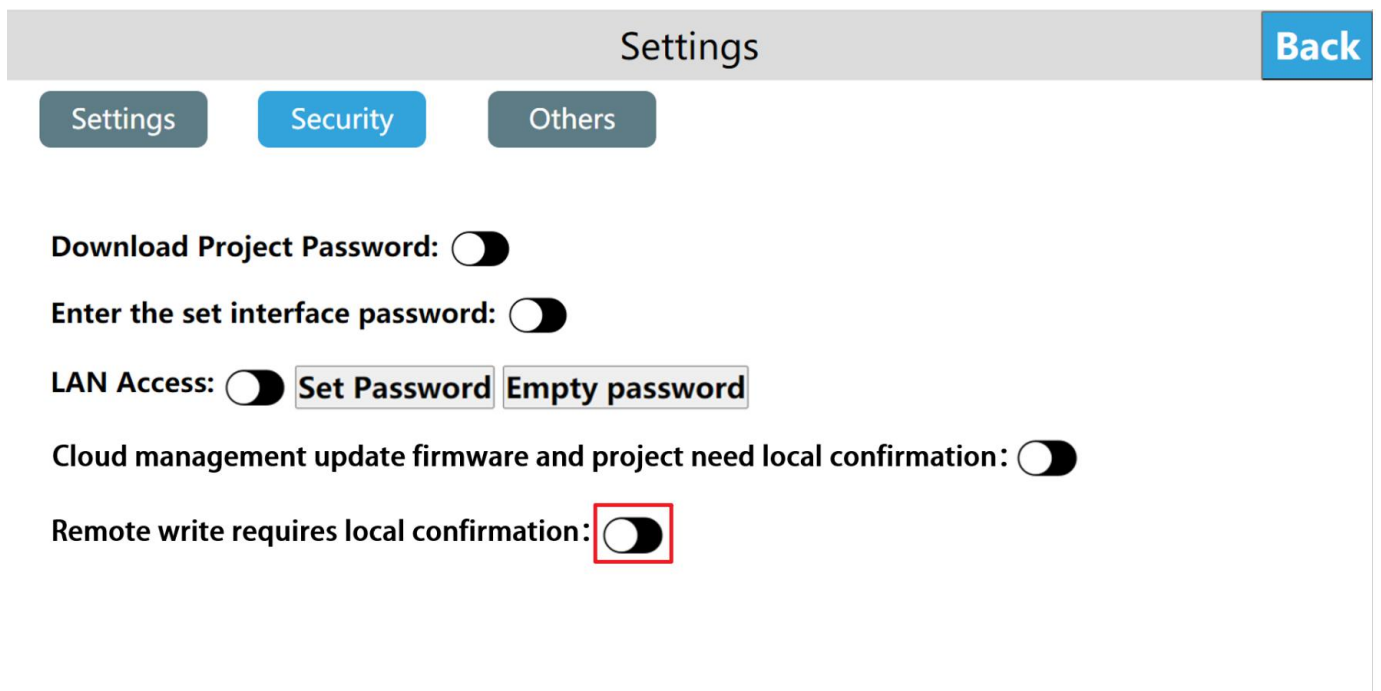 Settings
Back
Settings Security Others
Download Project Password:
Enter the set interface password:
LAN Access: Set Password Empty password
Cloud management update firmware and project need local confirmation:
Remote write requires local confirmation: